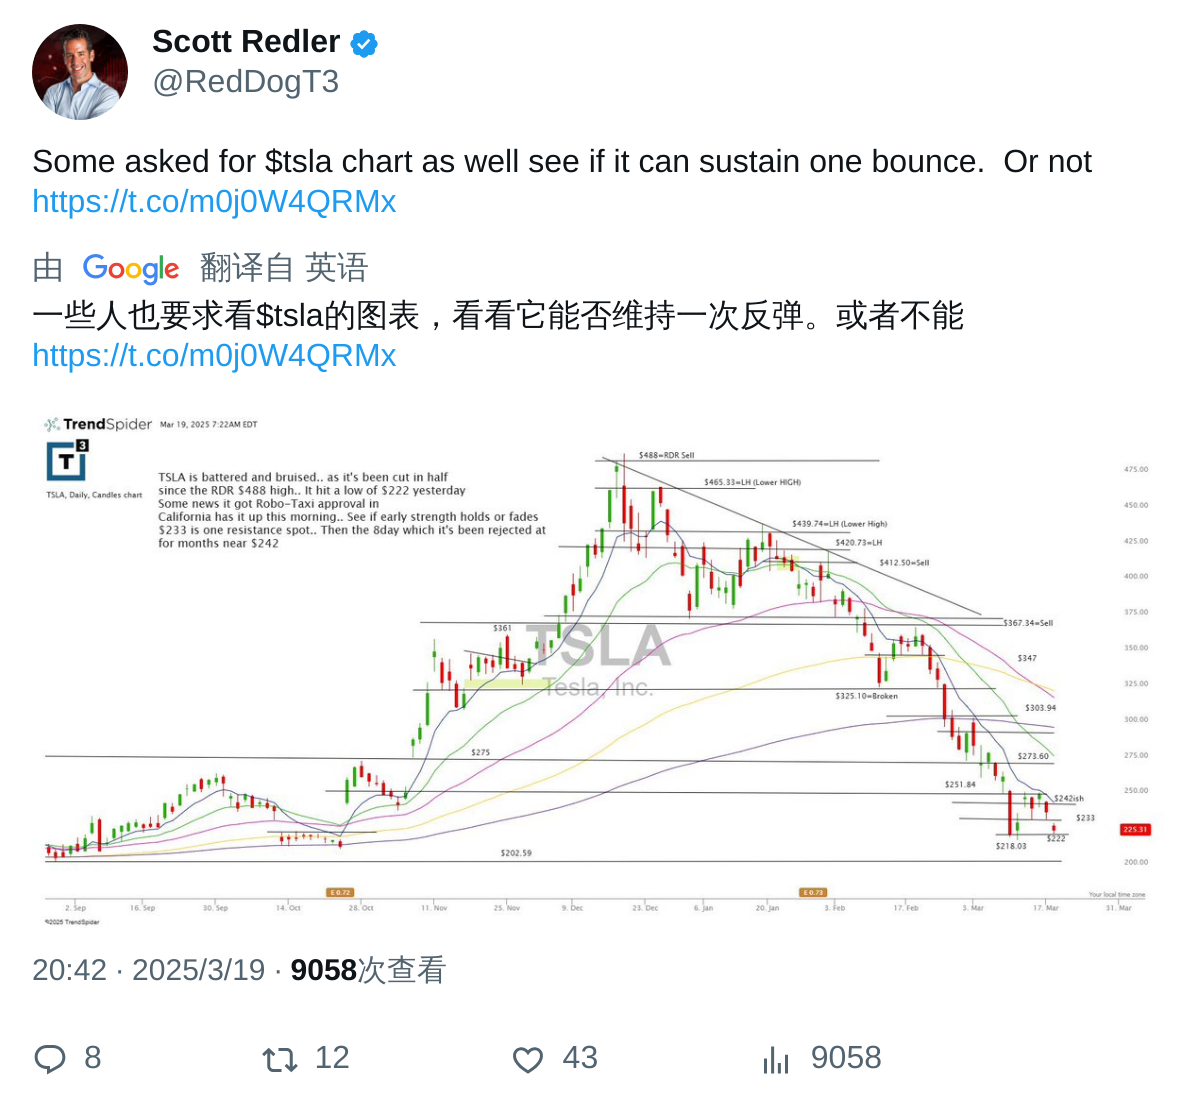 Scott Redler
@RedDogT3
Some asked for $tsla chart as well see if it can sustain one bounce.  Or not
https://t.co/m0j0W4QRMx
由 Google 翻译自 英语
一些人也要求看$tsla的图表，看看它能否维持一次反弹。或者不能
https://t.co/m0j0W4QRMx
TrendSpider Mar 19, 2025 7:22AM EDT
T3
TSLA, Daily, Candles chart
TSLA is battered and bruised.. as it's been cut in half
since the RDR $488 high.. It hit a low of $222 yesterday
Some news it got Robo-Taxi approval in
California has it up this morning.. See if early strength holds or fades
$233 is one resistance spot.. Then the 8day which it's been rejected at
for months near $242
$488=RDR Sell
$465.33=LH (Lower HIGH)
$439.74=LH (Lower High)
$420.73=LH
$412.50=Sell
$361
$367.34=Sell
$347
$325.10=Broken
$303.94
$275
$273.60
$251.84
$242ish
$233
$222
$218.03
$202.59
TSLA
Tesla, Inc.
475.00
450.00
425.00
400.00
375.00
350.00
325.00
300.00
275.00
250.00
225.31
200.00
E 0.72
E 0.73
Your local time zone
2. Sep 16. Sep 30. Sep 14. Oct 28. Oct 11. Nov 25. Nov 9. Dec 23. Dec 6. Jan 20. Jan 3. Feb 17. Feb 3. Mar 17. Mar 31. Mar
©2025 TrendSpider
20:42 · 2025/3/19 · 9058次查看
8 12 43 9058